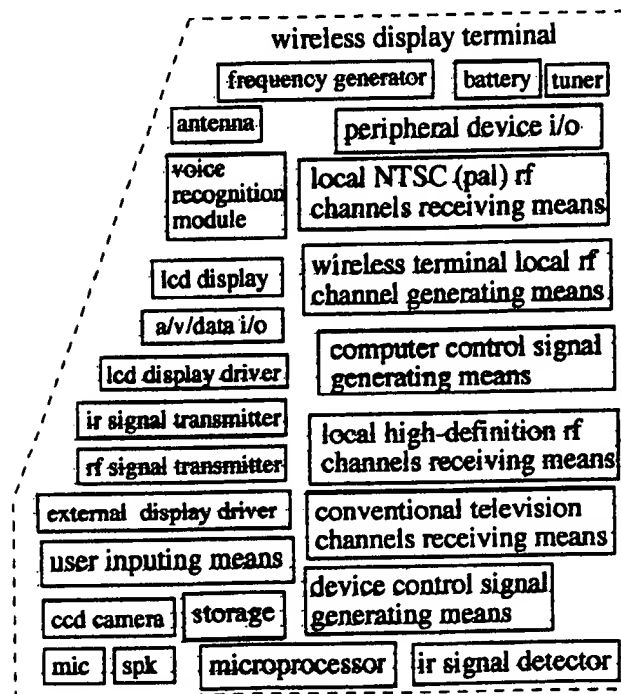 wireless display terminal
frequency generator
battery
tuner
antenna
peripheral device i/o
voice
recognition
module
local NTSC (pal) rf
channels receiving means
lcd display
wireless terminal local rf
channel generating means
a/v/data i/o
lcd display driver
computer control signal
generating means
ir signal transmitter
rf signal transmitter
local high-definition rf
channels receiving means
external display driver
conventional television
channels receiving means
user inputing means
device control signal
generating means
ccd camera
storage
mic
spk
microprocessor
ir signal detector